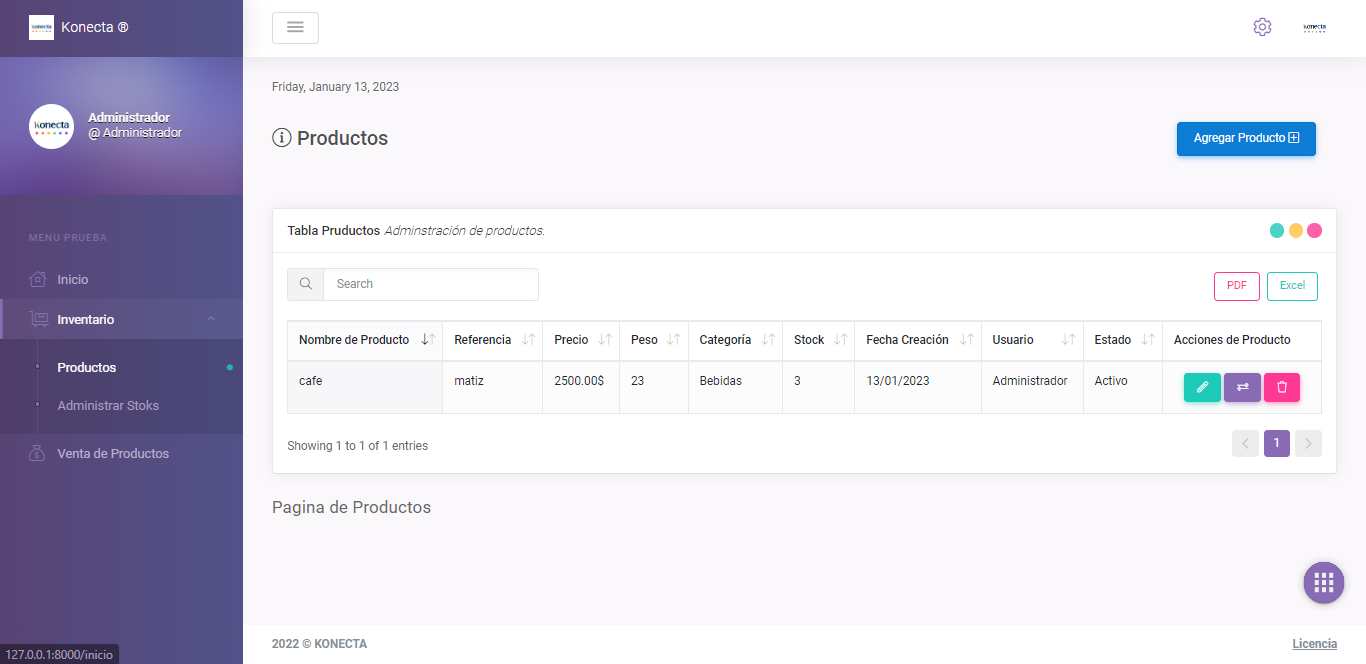 Konecta ®
Friday, January 13, 2023
konecta
Administrador
@ Administrador
Productos
Agregar Producto
MENU PRUEBA
Inicio
Inventario
Productos
Administrar Stoks
Venta de Productos
Tabla Pruductos Adminstración de productos.
Search
PDF Excel
Nombre de Producto Referencia Precio Peso Categoría Stock Fecha Creación Usuario Estado Acciones de Producto
cafe matiz 2500.00$ 23 Bebidas 3 13/01/2023 Administrador Activo
Showing 1 to 1 of 1 entries
1
Pagina de Productos
2022 © KONECTA
Licencia
127.0.0.1:8000/inicio
konecta
konecta